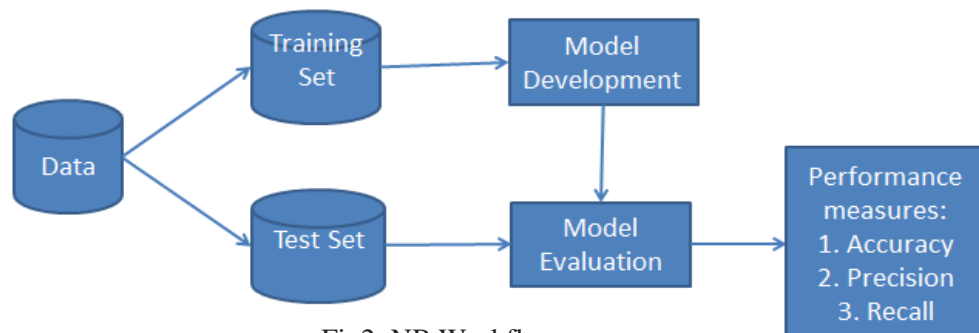 Training
Set
Model
Development
Data
Test Set
Model
Evaluation
Performance
measures:
1. Accuracy
2. Precision
3. Recall